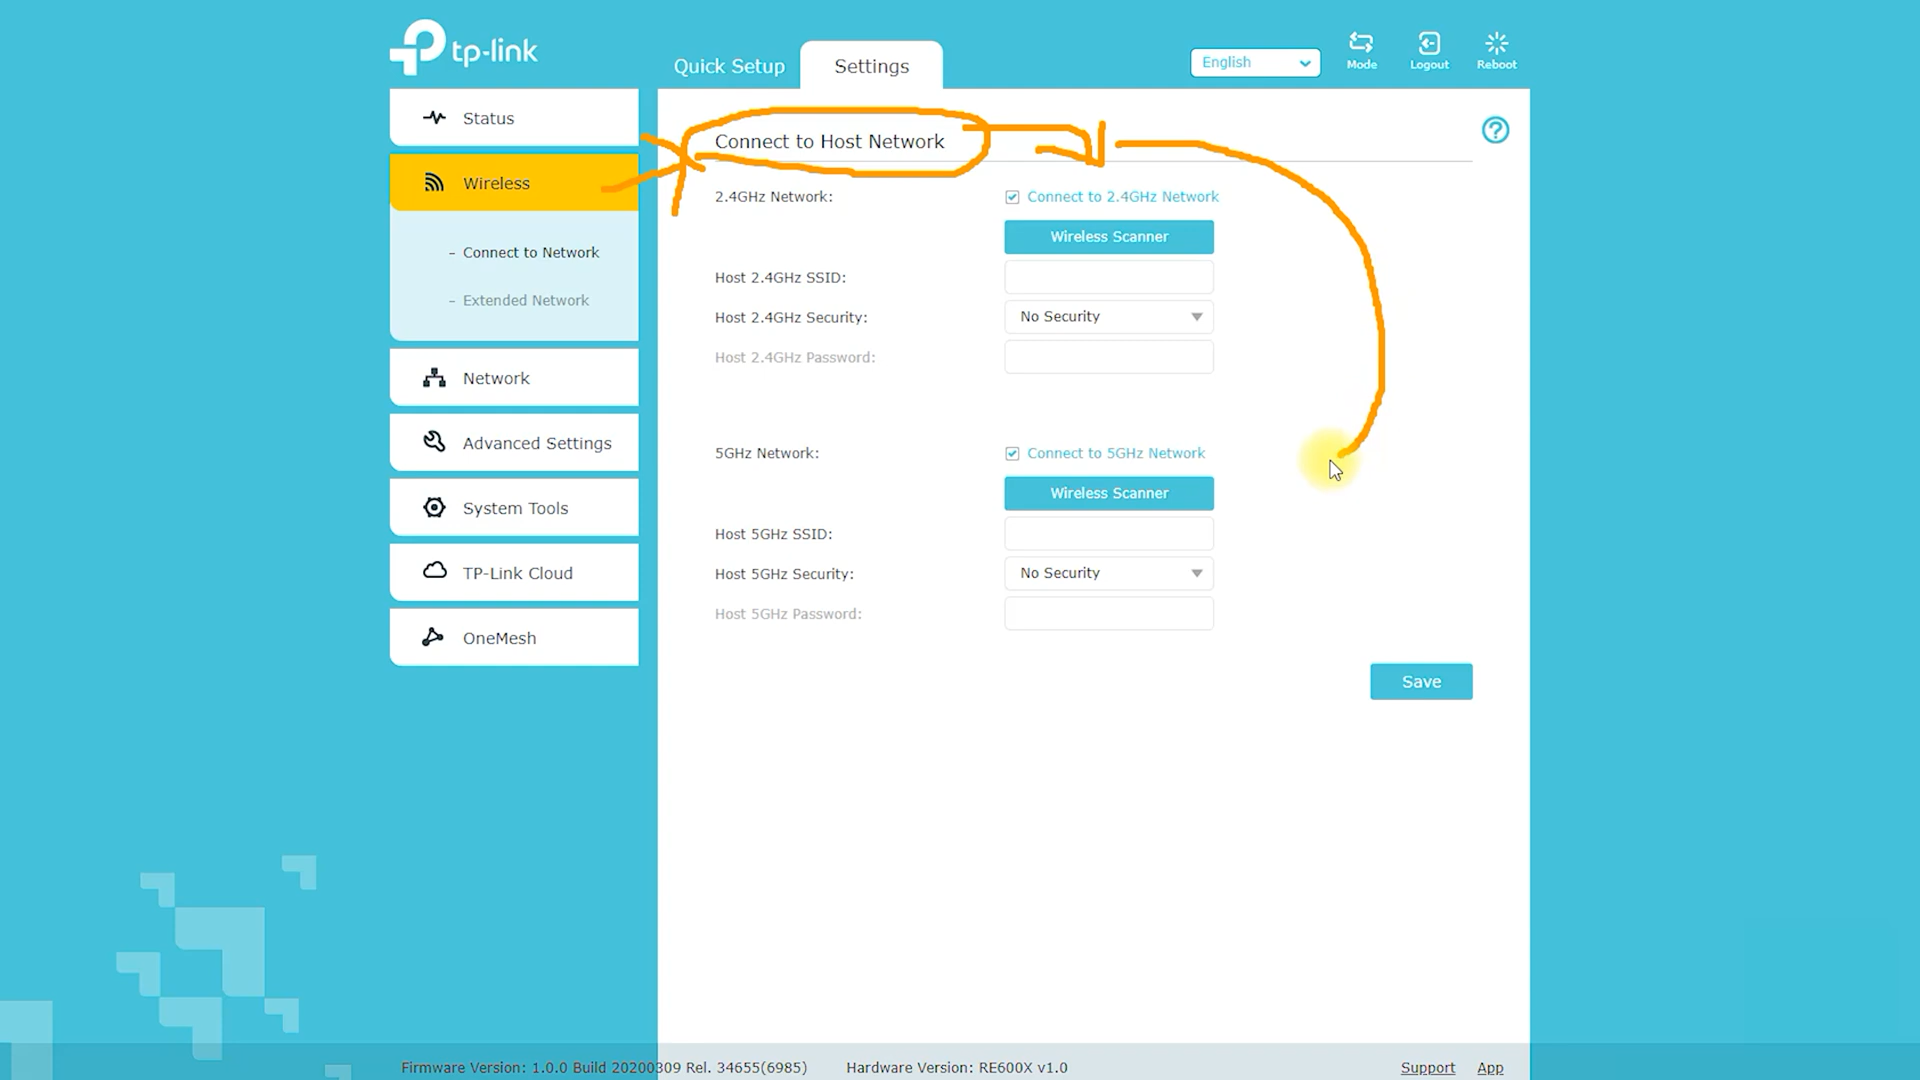 tp-link
Quick Setup
Settings
English
Mode
Logout
Reboot
Status
Wireless
- Connect to Network
- Extended Network
Network
Advanced Settings
System Tools
TP-Link Cloud
OneMesh
Connect to Host Network
?
2.4GHz Network:
Connect to 2.4GHz Network
Wireless Scanner
Host 2.4GHz SSID:
Host 2.4GHz Security:
No Security
Host 2.4GHz Password:
5GHz Network:
Connect to 5GHz Network
Wireless Scanner
Host 5GHz SSID:
Host 5GHz Security:
No Security
Host 5GHz Password:
Save
Firmware Version: 1.0.0 Build 20200309 Rel. 34655(6985)
Hardware Version: RE600X v1.0
Support
App